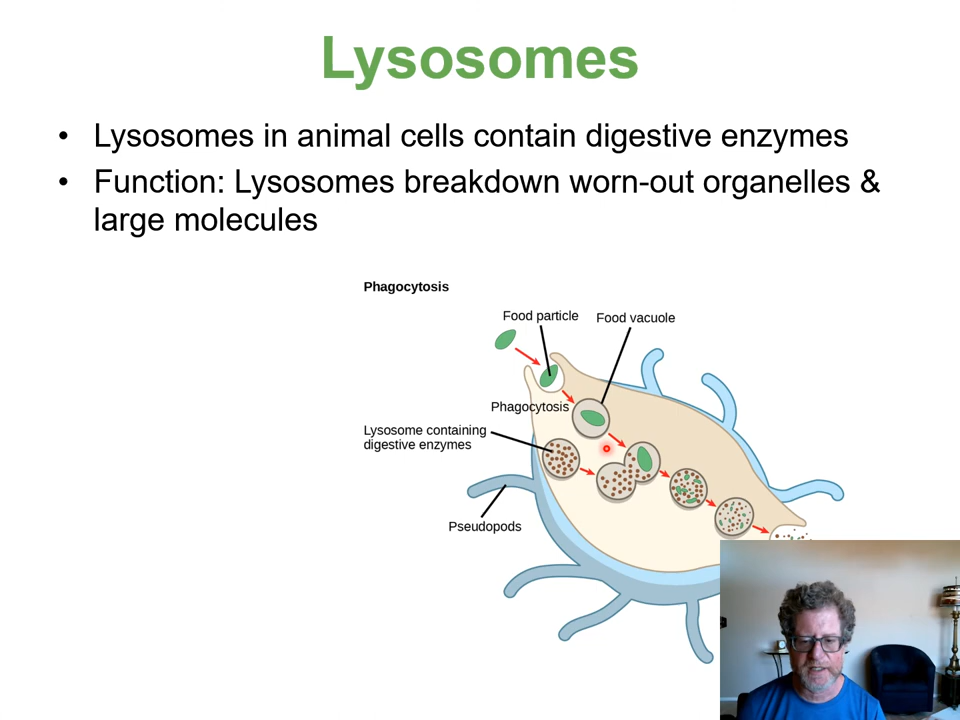 Lysosomes
• Lysosomes in animal cells contain digestive enzymes
• Function: Lysosomes breakdown worn-out organelles &
large molecules
Phagocytosis
Food particle
Food vacuole
Phagocytosis
Lysosome containing
digestive enzymes
Pseudopods